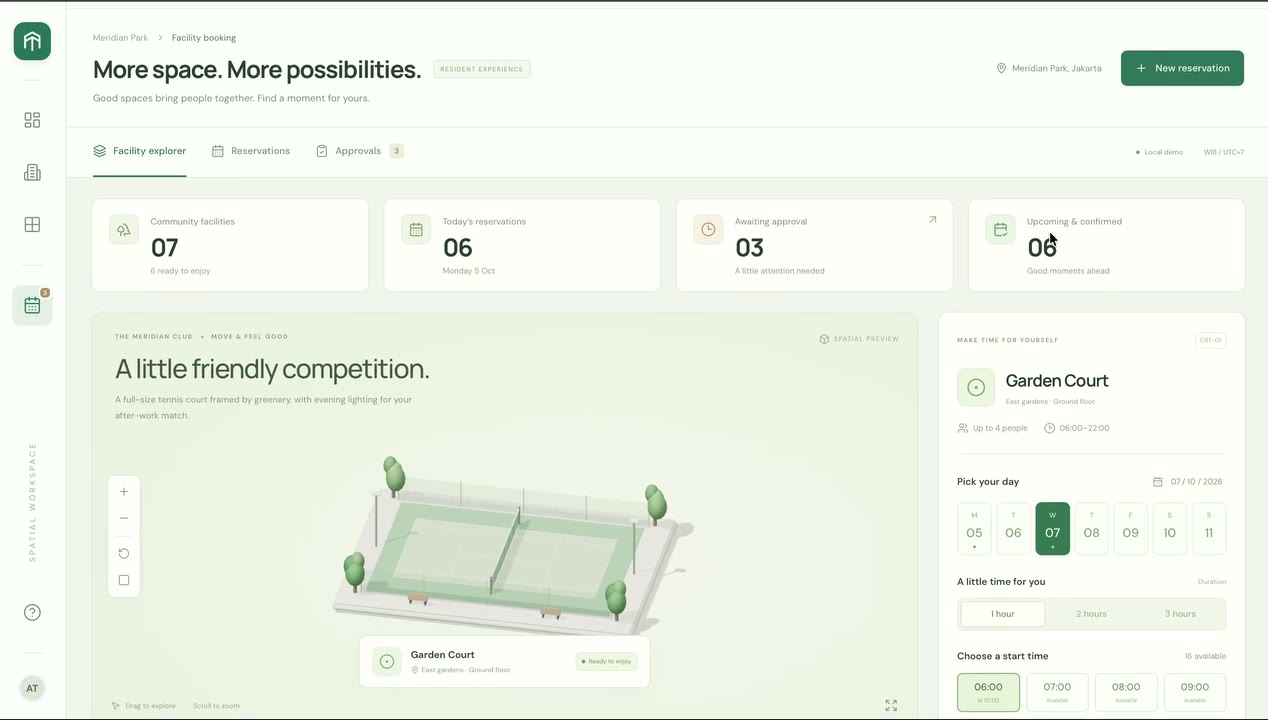 Meridian Park > Facility booking
More space. More possibilities.
RESIDENT EXPERIENCE
Good spaces bring people together. Find a moment for yours.
Meridian Park, Jakarta
+ New reservation
Facility explorer
Reservations
Approvals 3
Local demo · WIB / UTC+7
Community facilities
07
6 ready to enjoy
Today's reservations
06
Monday 5 Oct
Awaiting approval
03
A little attention needed
Upcoming & confirmed
06
Good moments ahead
3
SPATIAL WORKSPACE
AT
THE MERIDIAN CLUB • MOVE & FEEL GOOD
SPATIAL PREVIEW
A little friendly competition.
A full-size tennis court framed by greenery, with evening lighting for your
after-work match.
Garden Court
East gardens · Ground floor
Ready to enjoy
Drag to explore
Scroll to zoom
MAKE TIME FOR YOURSELF
CRT-01
Garden Court
East gardens · Ground floor
Up to 4 people
06:00–22:00
Pick your day
07 / 10 / 2026
M T W T F S S
05 06 07 08 09 10 11
A little time for you
Duration
1 hour
2 hours
3 hours
Choose a start time
16 available
06:00 07:00 08:00 09:00
to 07:00 Available Available Available